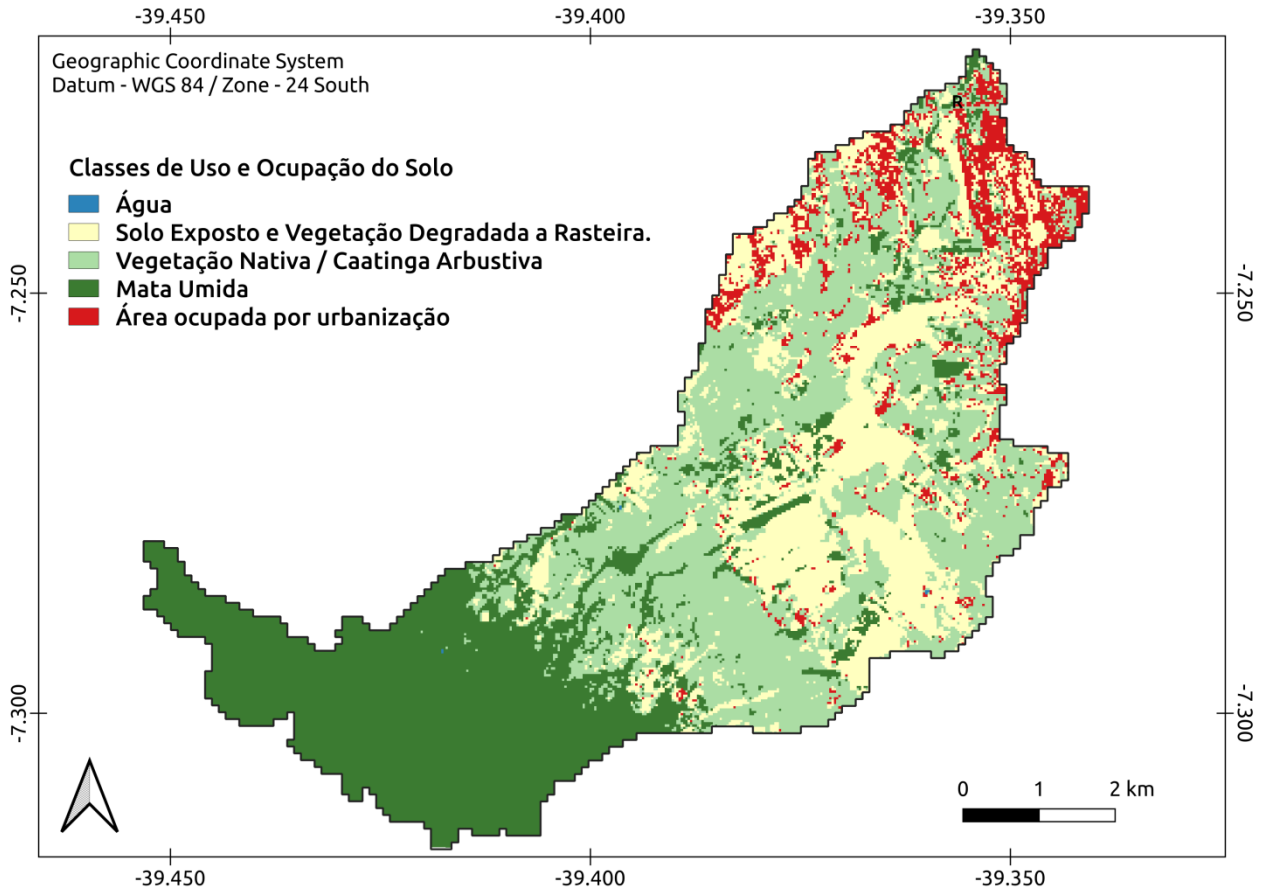 -39.450
-39.400
-39.350
Geographic Coordinate System
Datum - WGS 84 / Zone - 24 South
R
Classes de Uso e Ocupação do Solo
Água
Solo Exposto e Vegetação Degradada a Rasteira.
Vegetação Nativa / Caatinga Arbustiva
Mata Umida
Área ocupada por urbanização
-7.250
-7.250
-7.300
-7.300
0 1 2 km
-39.450
-39.400
-39.350